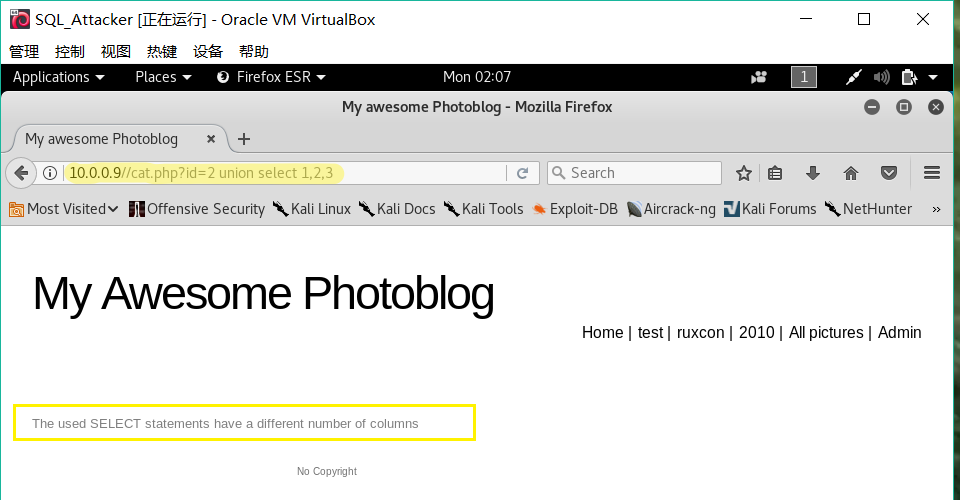 SQL_Attacker [正在运行] - Oracle VM VirtualBox
管理 控制 视图 热键 设备 帮助
Applications Places Firefox ESR Mon 02:07 1
My awesome Photoblog - Mozilla Firefox
My awesome Photoblog
10.0.0.9//cat.php?id=2 union select 1,2,3 Search
Most Visited Offensive Security Kali Linux Kali Docs Kali Tools Exploit-DB Aircrack-ng Kali Forums NetHunter »
My Awesome Photoblog
Home | test | ruxcon | 2010 | All pictures | Admin
The used SELECT statements have a different number of columns
No Copyright